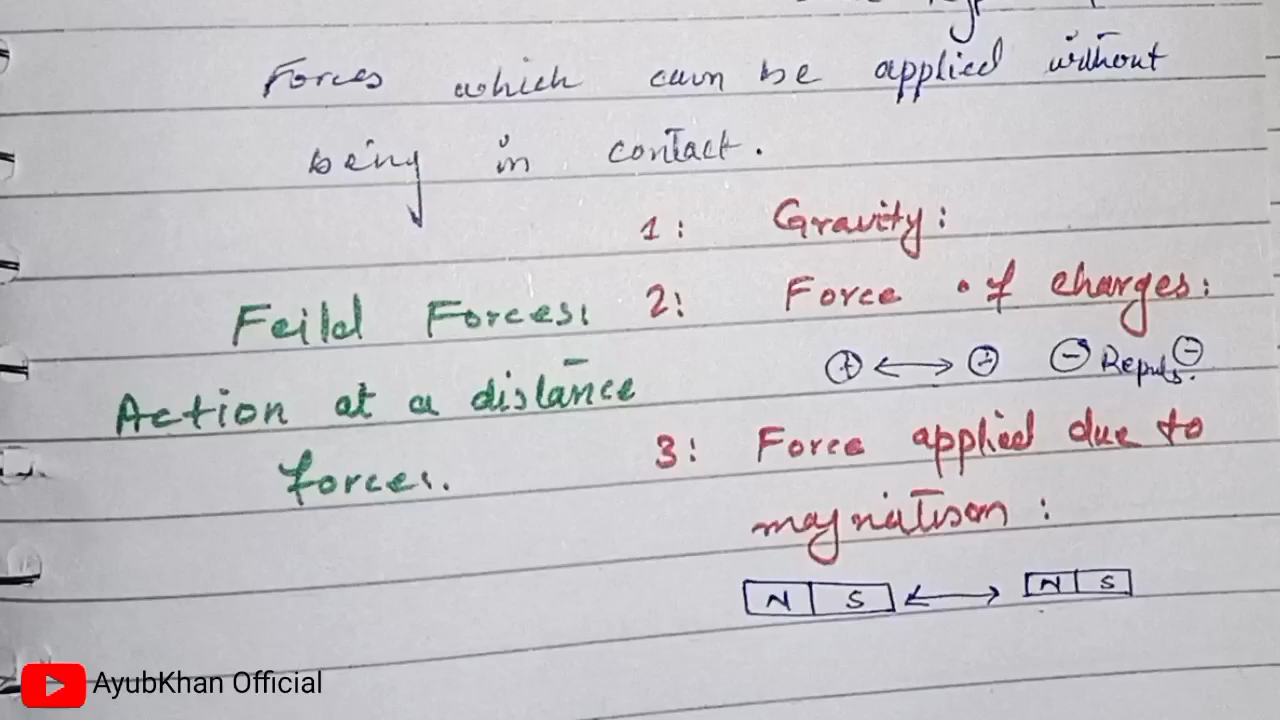 Forces which can be applied without
being in contact.
1: Gravity:
Feild Forces: 2: Force of charges:
+ ↔ + − Repuls. −
Action at a distance
3: Force applied due to
forces.
magnatism:
N S ↔ N S
AyubKhan Official